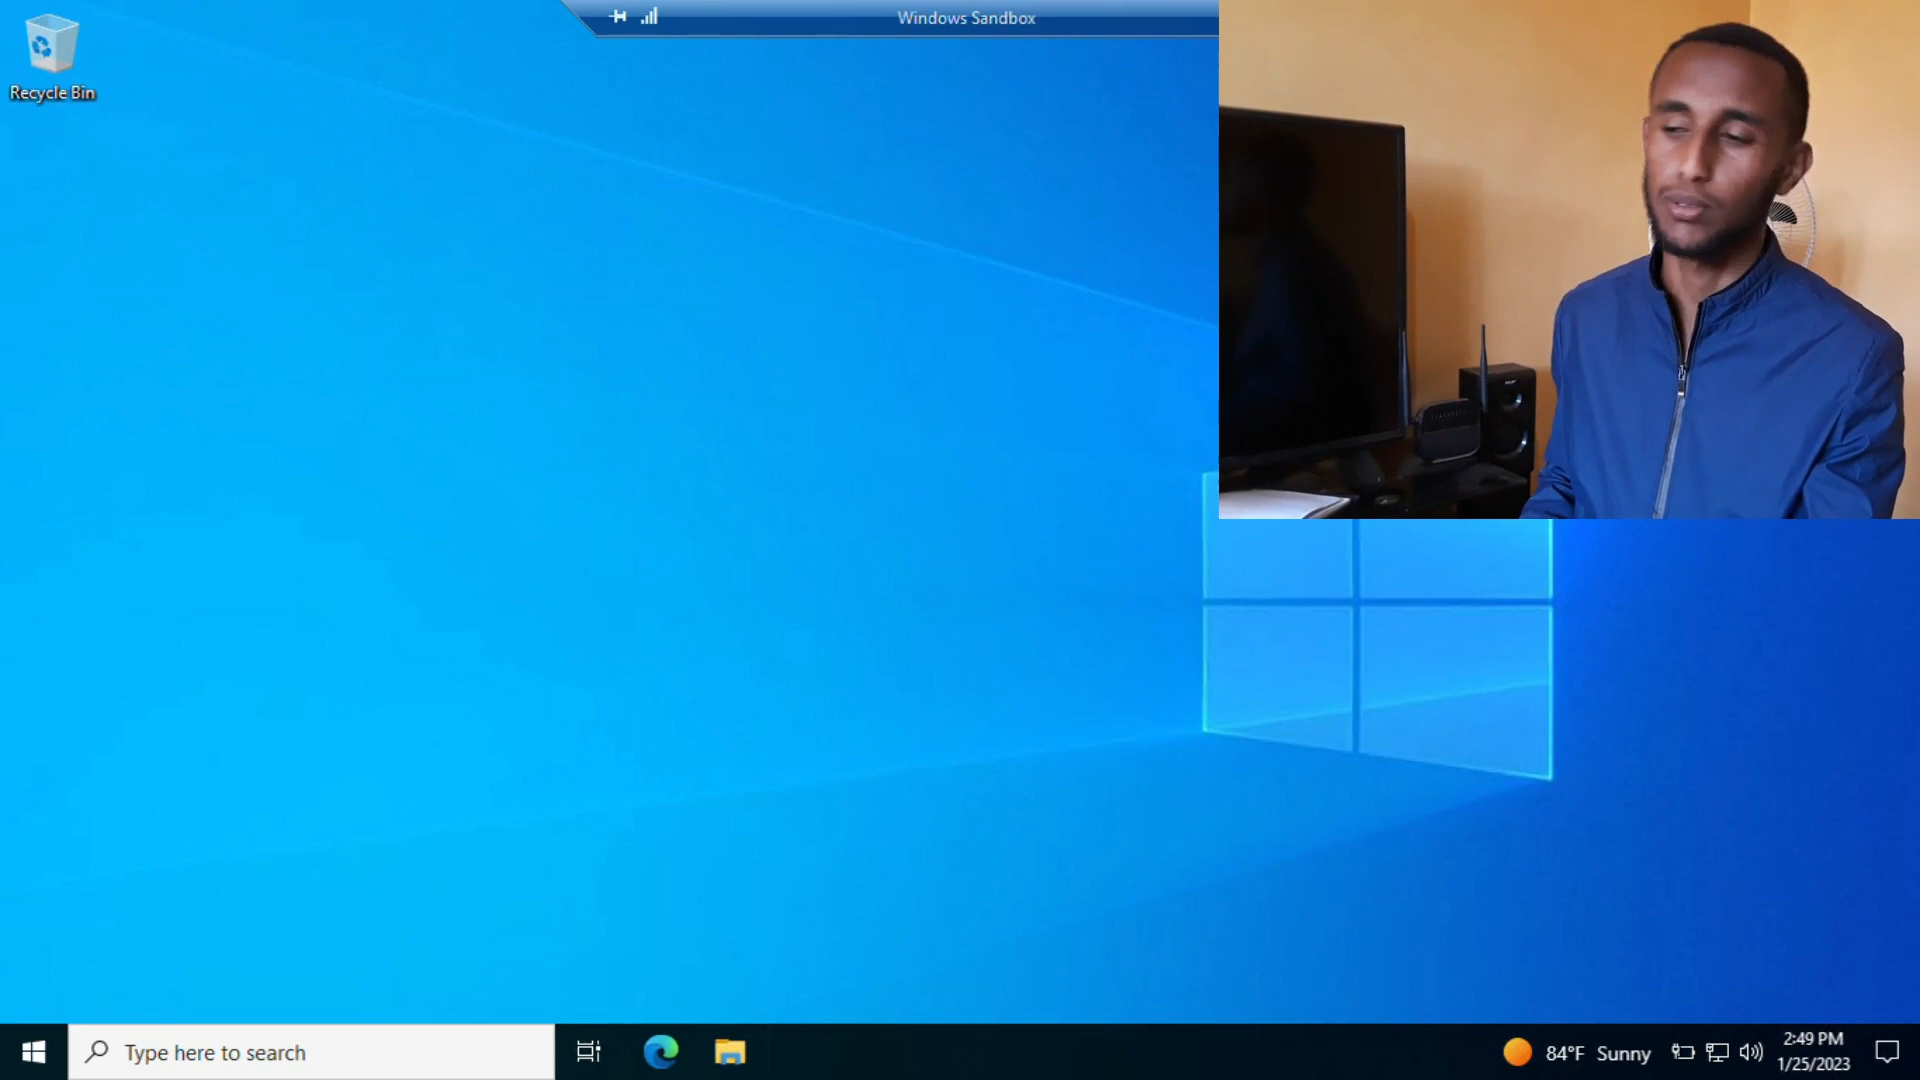 Windows Sandbox
Recycle Bin
Type here to search
84°F Sunny
2:49 PM
1/25/2023